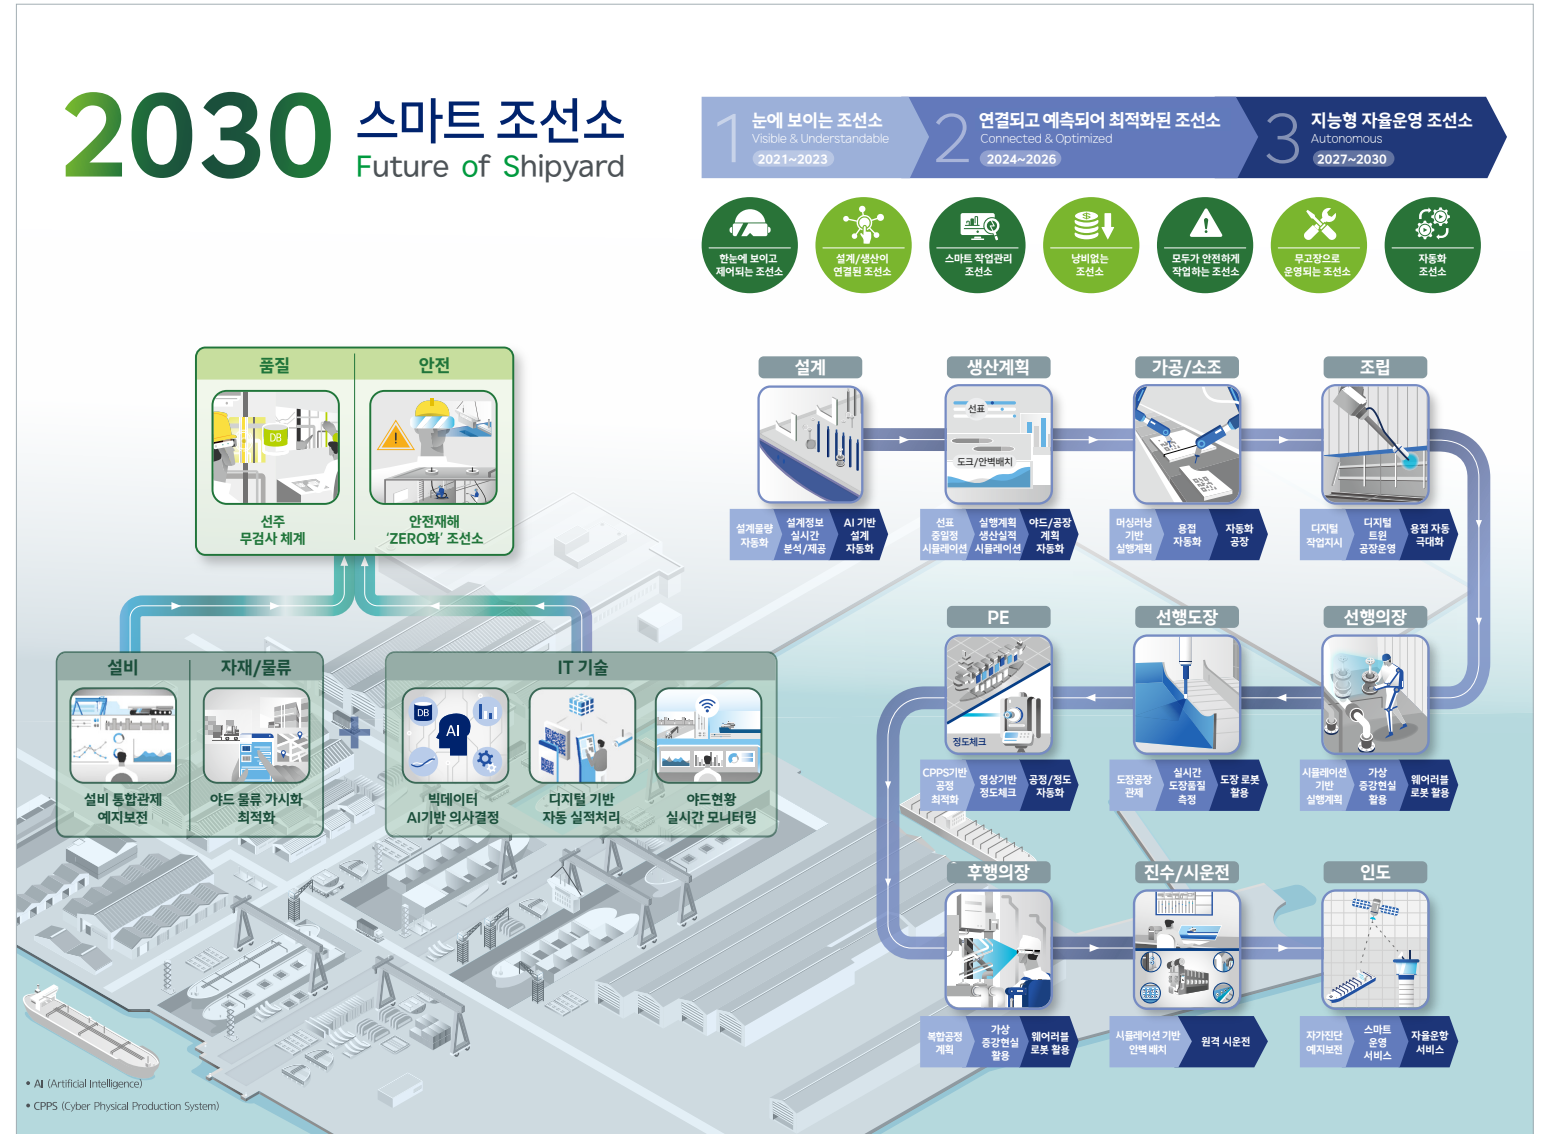 2030
스마트 조선소
Future of Shipyard
1
눈에 보이는 조선소
Visible & Understandable
2021~2023
2
연결되고 예측되어 최적화된 조선소
Connected & Optimized
2024~2026
3
지능형 자율운영 조선소
Autonomous
2027~2030
한눈에 보이고
제어되는 조선소
설계/생산이
연결된 조선소
스마트 작업관리
조선소
낭비없는
조선소
모두가 안전하게
작업하는 조선소
무고장으로
운영되는 조선소
자동화
조선소
품질
DB
선주
무검사 체계
안전
안전재해
‘ZERO화’ 조선소
설비
설비 통합관제
예지보전
자재/물류
야드 물류 가시화
최적화
IT 기술
DB
AI
빅데이터
AI기반 의사결정
디지털 기반
자동 실적처리
야드현황
실시간 모니터링
설계
설계물량
자동화
설계정보
실시간
분석/제공
AI 기반
설계
자동화
생산계획
선표
도크/안벽배치
선표
중일정
시뮬레이션
실행계획
생산실적
시뮬레이션
야드/공장
계획
자동화
가공/소조
머싱러닝
기반
실행계획
용접
자동화
자동화
공장
조립
디지털
작업지시
디지털
트윈
공장운영
용접 자동
극대화
PE
정도체크
CPPS기반
공정
최적화
영상기반
정도체크
공정/정도
자동화
선행도장
도장공장
관제
실시간
도장품질
측정
도장 로봇
활용
선행의장
시뮬레이션
기반
실행계획
가상
증강현실
활용
웨어러블
로봇 활용
후행의장
복합공정
계획
가상
증강현실
활용
웨어러블
로봇 활용
진수/시운전
시뮬레이션 기반
안벽 배치
원격 시운전
인도
자가진단
예지보전
스마트
운영
서비스
자율운항
서비스
• AI (Artificial Intelligence)
• CPPS (Cyber Physical Production System)